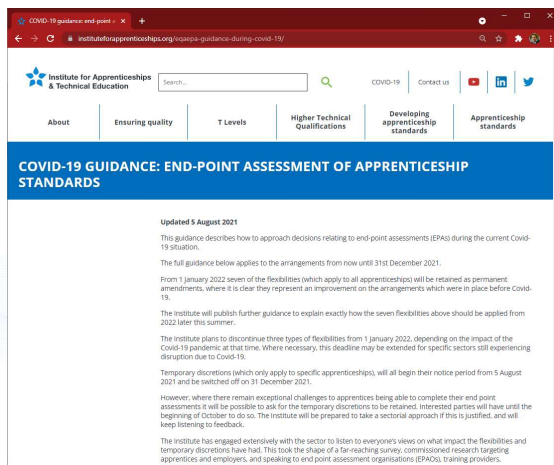 COVID-19 guidance: end-point a
instituteforapprenticeships.org/eqaepa-guidance-during-covid-19/
Institute for Apprenticeships
& Technical Education
Search...
COVID-19
Contact us
About
Ensuring quality
T Levels
Higher Technical
Qualifications
Developing
apprenticeship
standards
Apprenticeship
standards
COVID-19 GUIDANCE: END-POINT ASSESSMENT OF APPRENTICESHIP
STANDARDS
Updated 5 August 2021
This guidance describes how to approach decisions relating to end-point assessments (EPAs) during the current Covid-
19 situation.
The full guidance below applies to the arrangements from now until 31st December 2021.
From 1 January 2022 seven of the flexibilities (which apply to all apprenticeships) will be retained as permanent
amendments, where it is clear they represent an improvement on the arrangements which were in place before Covid-
19.
The Institute will publish further guidance to explain exactly how the seven flexibilities above should be applied from
2022 later this summer.
The Institute plans to discontinue three types of flexibilities from 1 January 2022, depending on the impact of the
Covid-19 pandemic at that time. Where necessary, this deadline may be extended for specific sectors still experiencing
disruption due to Covid-19.
Temporary discretions (which only apply to specific apprenticeships), will all begin their notice period from 5 August
2021 and be switched off on 31 December 2021.
However, where there remain exceptional challenges to apprentices being able to complete their end point
assessments it will be possible to ask for the temporary discretions to be retained. Interested parties will have until the
beginning of October to do so. The Institute will be prepared to take a sectorial approach if this is justified, and will
keep listening to feedback.
The Institute has engaged extensively with the sector to listen to everyone's views on what impact the flexibilities and
temporary discretions have had. This took the shape of a far-reaching survey, commissioned research targeting
apprentices and employers, and speaking to end point assessment organisations (EPAOs), training providers,